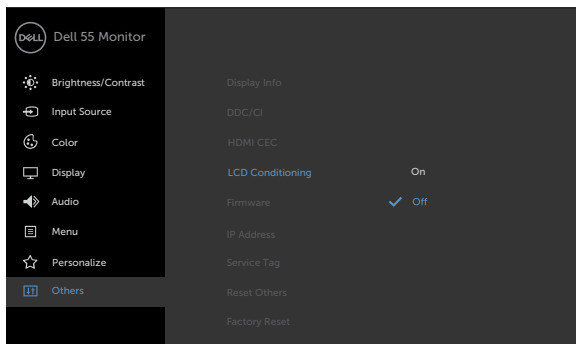 DELL Dell 55 Monitor
Brightness/Contrast Display Info
Input Source DDC/CI
Color HDMI CEC
Display LCD Conditioning On
Audio Firmware Off
Menu IP Address
Personalize Service Tag
Others Reset Others
Factory Reset